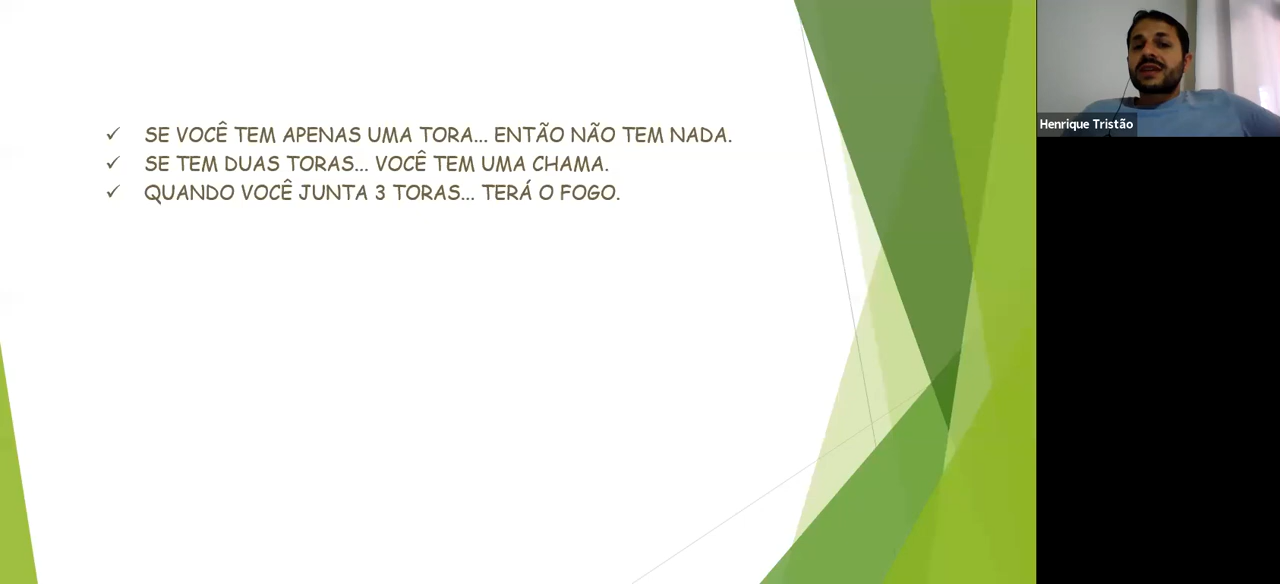 ✓ SE VOCÊ TEM APENAS UMA TORA... ENTÃO NÃO TEM NADA.
✓ SE TEM DUAS TORAS... VOCÊ TEM UMA CHAMA.
✓ QUANDO VOCÊ JUNTA 3 TORAS... TERÁ O FOGO.
Henrique Tristão